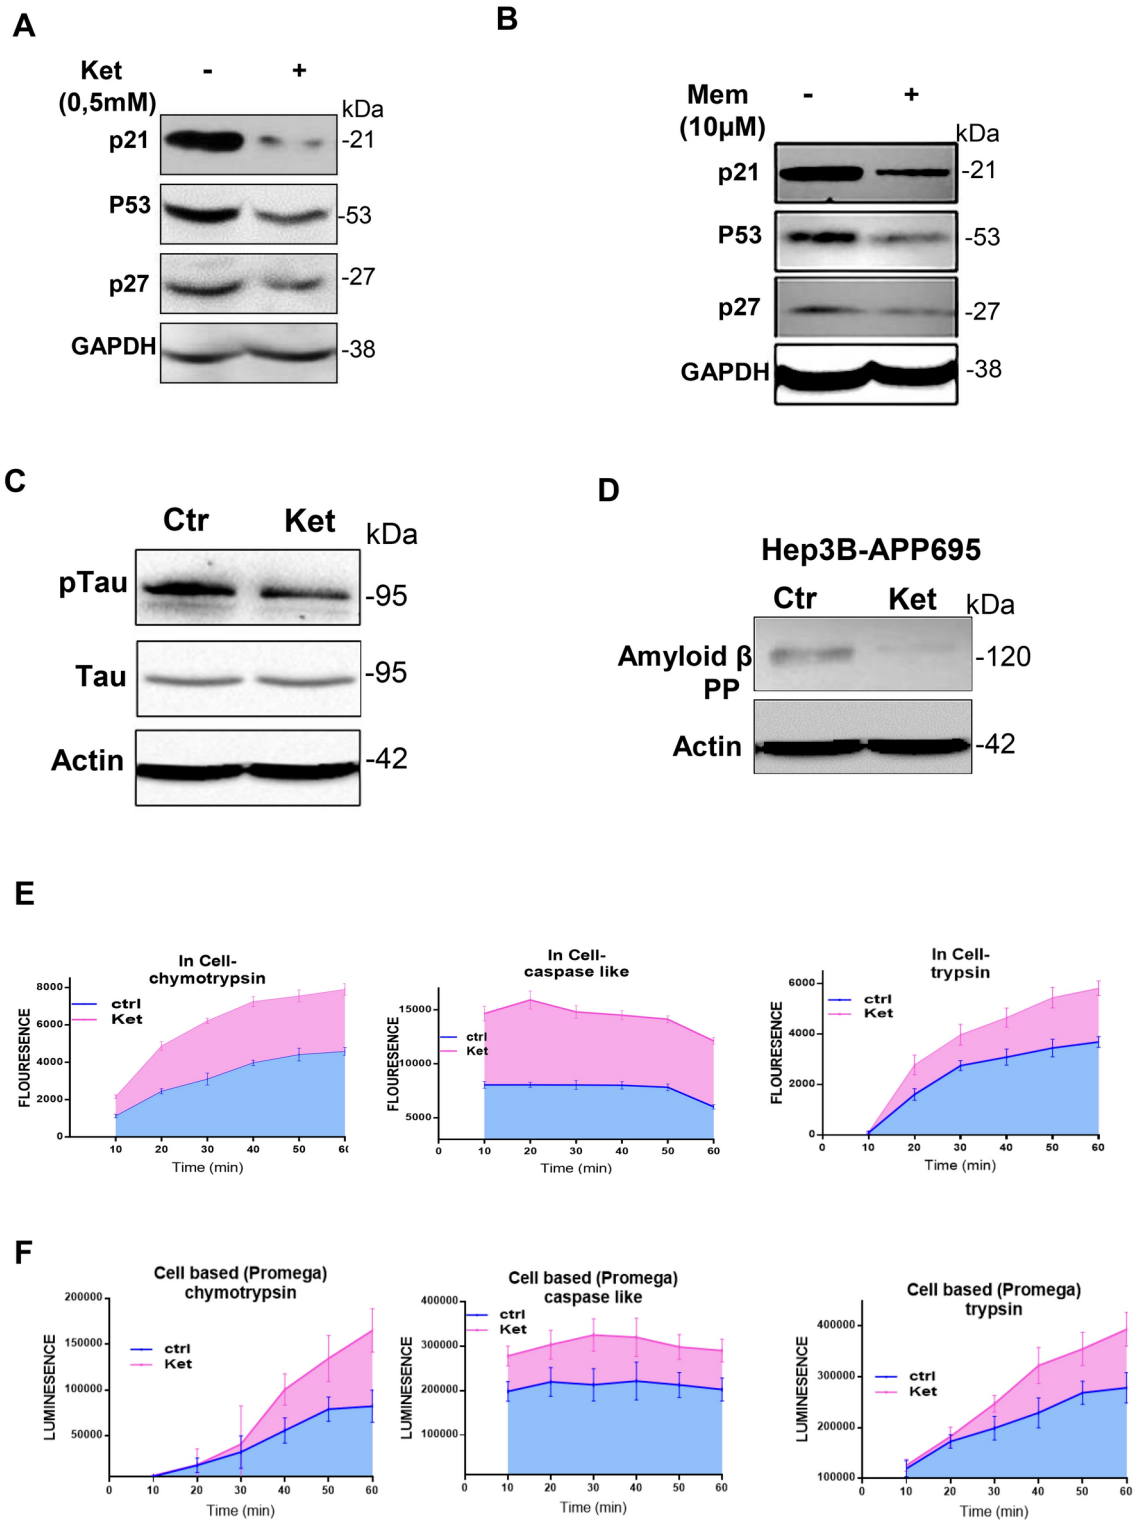 A
Ket - +
(0,5mM) kDa
p21 -21
P53 -53
p27 -27
GAPDH -38
B
Mem - +
(10µM) kDa
p21 -21
P53 -53
p27 -27
GAPDH -38
C
Ctr Ket kDa
pTau -95
Tau -95
Actin -42
D
Hep3B-APP695
Ctr Ket kDa
Amyloid β -120
PP
Actin -42
E
In Cell-
chymotrypsin
FLOURESENCE
8000
6000
4000
2000
0
ctrl
Ket
0 10 20 30 40 50 60
Time (min)
In Cell-
caspase like
FLOURESENCE
15000
10000
5000
ctrl
Ket
0 10 20 30 40 50 60
Time (min)
In Cell-
trypsin
FLOURESENCE
6000
4000
2000
0
ctrl
Ket
0 10 20 30 40 50 60
Time (min)
F
Cell based (Promega)
chymotrypsin
LUMINESENCE
200000
150000
100000
50000
ctrl
Ket
0 10 20 30 40 50 60
Time (min)
Cell based (Promega)
caspase like
LUMINESENCE
400000
300000
200000
100000
ctrl
Ket
0 10 20 30 40 50 60
Time (min)
Cell based (Promega)
trypsin
LUMINESENCE
400000
300000
200000
100000
ctrl
Ket
0 10 20 30 40 50 60
Time (min)